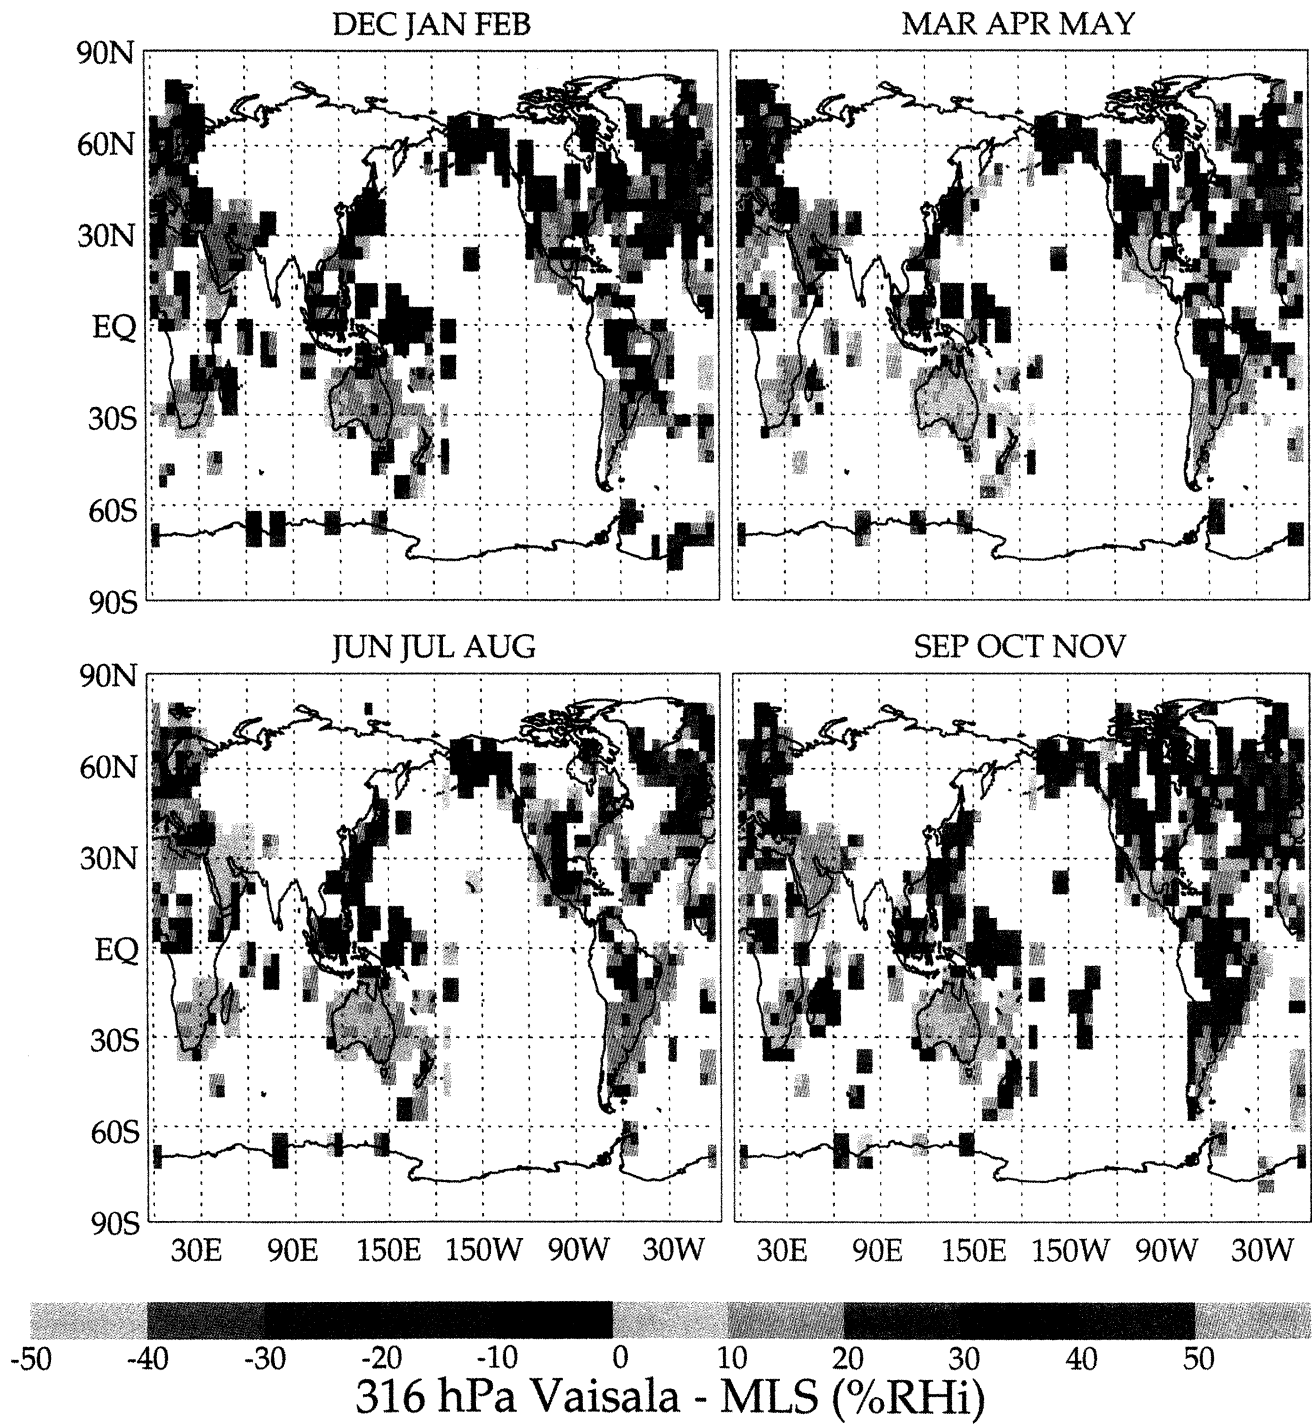 DEC JAN FEB
MAR APR MAY
90N
60N
30N
EQ
30S
60S
90S
JUN JUL AUG
SEP OCT NOV
90N
60N
30N
EQ
30S
60S
90S
30E 90E 150E 150W 90W 30W
30E 90E 150E 150W 90W 30W
-50 -40 -30 -20 -10 0 10 20 30 40 50
316 hPa Vaisala - MLS (%RHi)